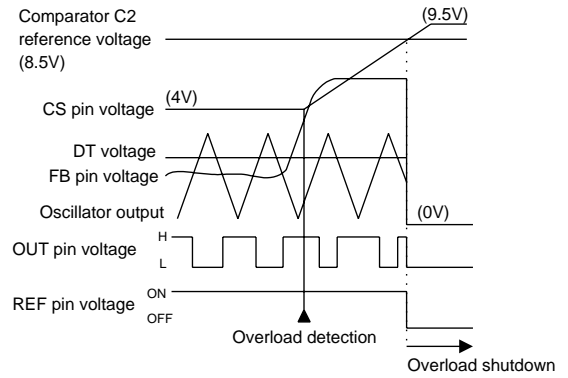 Comparator C2
reference voltage
(8.5V)
(9.5V)
CS pin voltage
(4V)
DT voltage
FB pin voltage
Oscillator output
(0V)
OUT pin voltage
H
L
REF pin voltage
ON
OFF
Overload detection
Overload shutdown